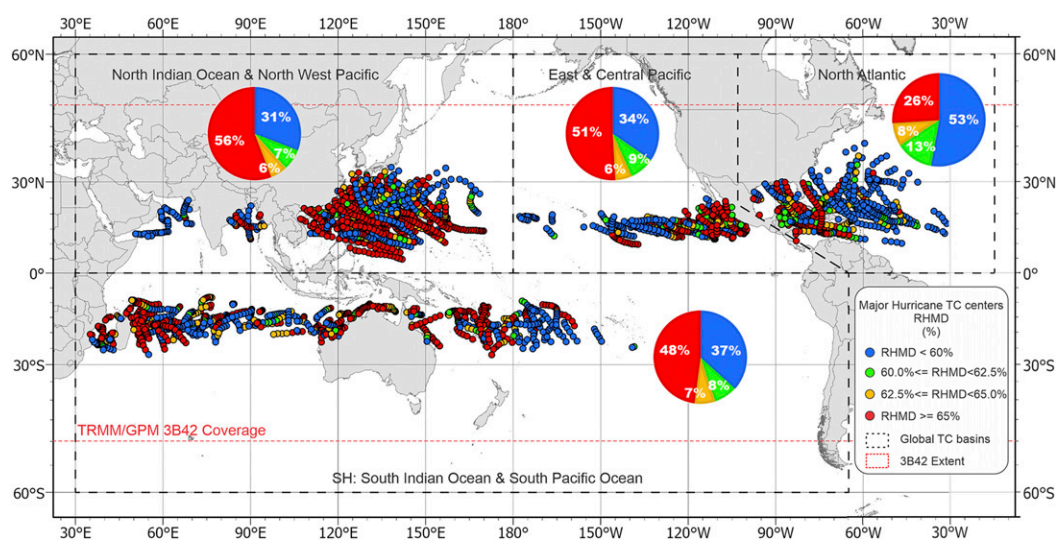 30°W 60°E 90°E 120°E 150°E 180° 150°W 120°W 90°W 60°W 30°W
60°N 60°N
North Indian Ocean & North West Pacific East & Central Pacific North Atlantic
31%
7%
6%
56%
34%
9%
6%
51%
53%
13%
8%
26%
30°N 30°N
0° 0°
37%
8%
7%
48%
30°S 30°S
Major Hurricane TC centers
RHMD
(%)
RHMD < 60%
60.0%<= RHMD<62.5%
62.5%<= RHMD<65.0%
RHMD >= 65%
Global TC basins
3B42 Extent
TRMM/GPM 3B42 Coverage
SH: South Indian Ocean & South Pacific Ocean
60°S 60°S
30°E 60°E 90°E 120°E 150°E 180° 150°W 120°W 90°W 60°W 30°W